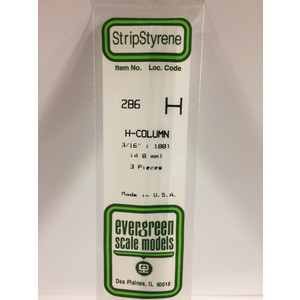 StripStyrene
Item No. Loc. Code
286 H
H-COLUMN
3/16" (.188)
(4.8 mm)
3 Pieces
Made in U.S.A.
evergreen
scale models
Des Plaines, IL 60018